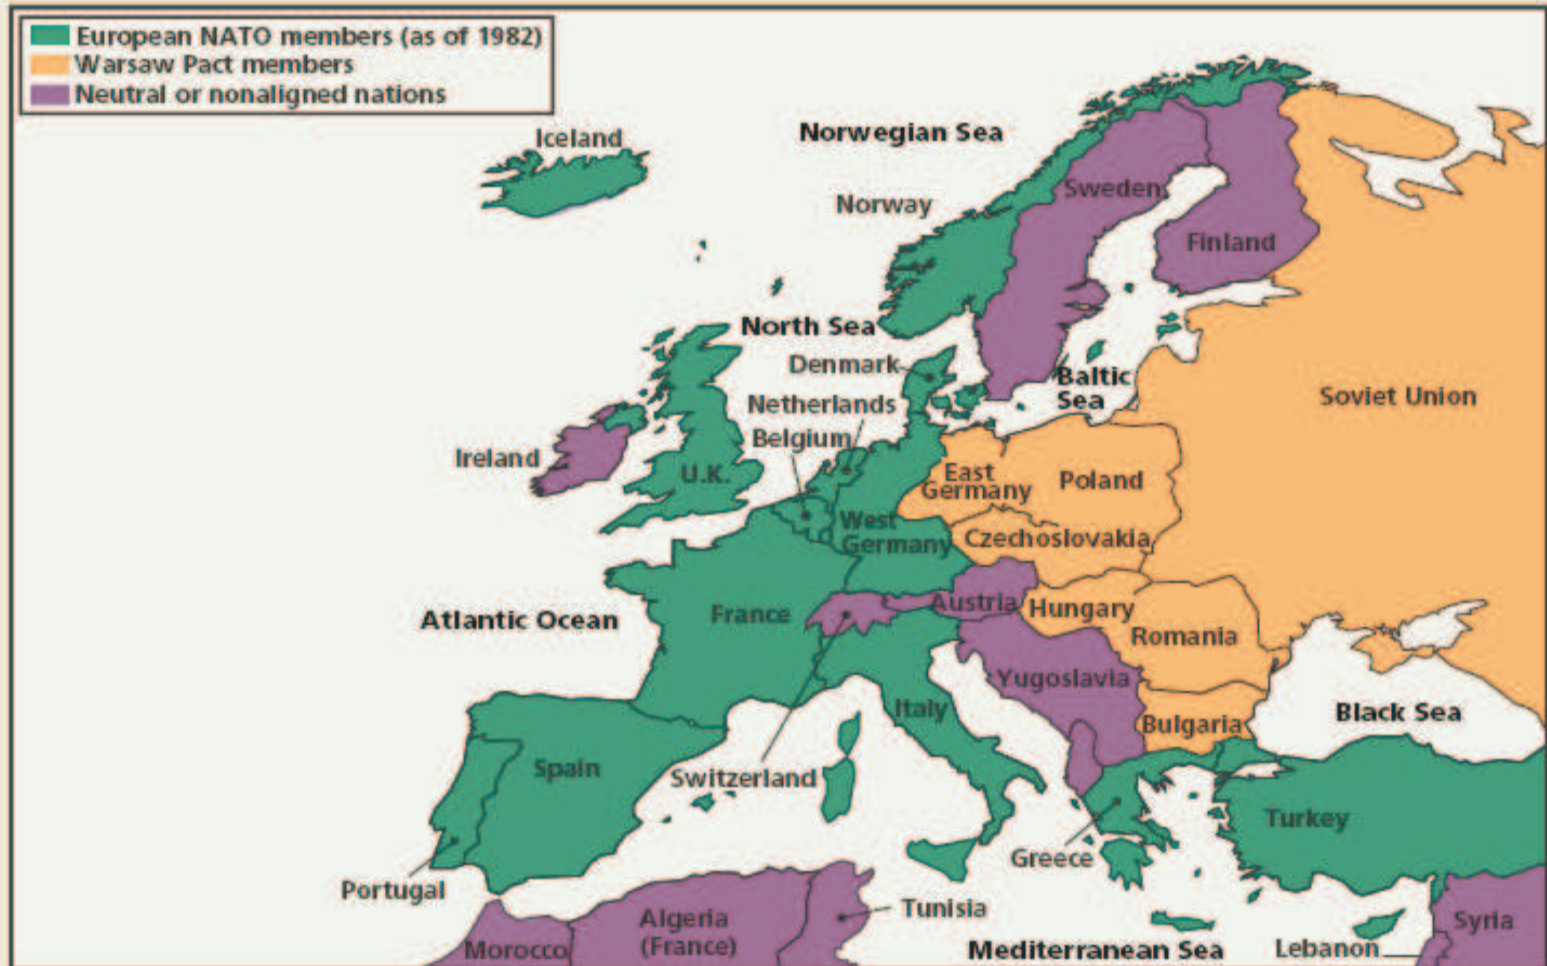 European NATO members (as of 1982)
Warsaw Pact members
Neutral or nonaligned nations
Iceland
Norwegian Sea
Norway
Sweden
Finland
North Sea
Denmark
Baltic
Sea
Soviet Union
Netherlands
Belgium
Ireland
U.K.
East
Germany
Poland
West
Germany
Czechoslovakia
Atlantic Ocean
France
Austria
Hungary
Romania
Yugoslavia
Italy
Bulgaria
Black Sea
Spain
Switzerland
Turkey
Greece
Portugal
Tunisia
Algeria
(France)
Morocco
Mediterranean Sea
Lebanon
Syria